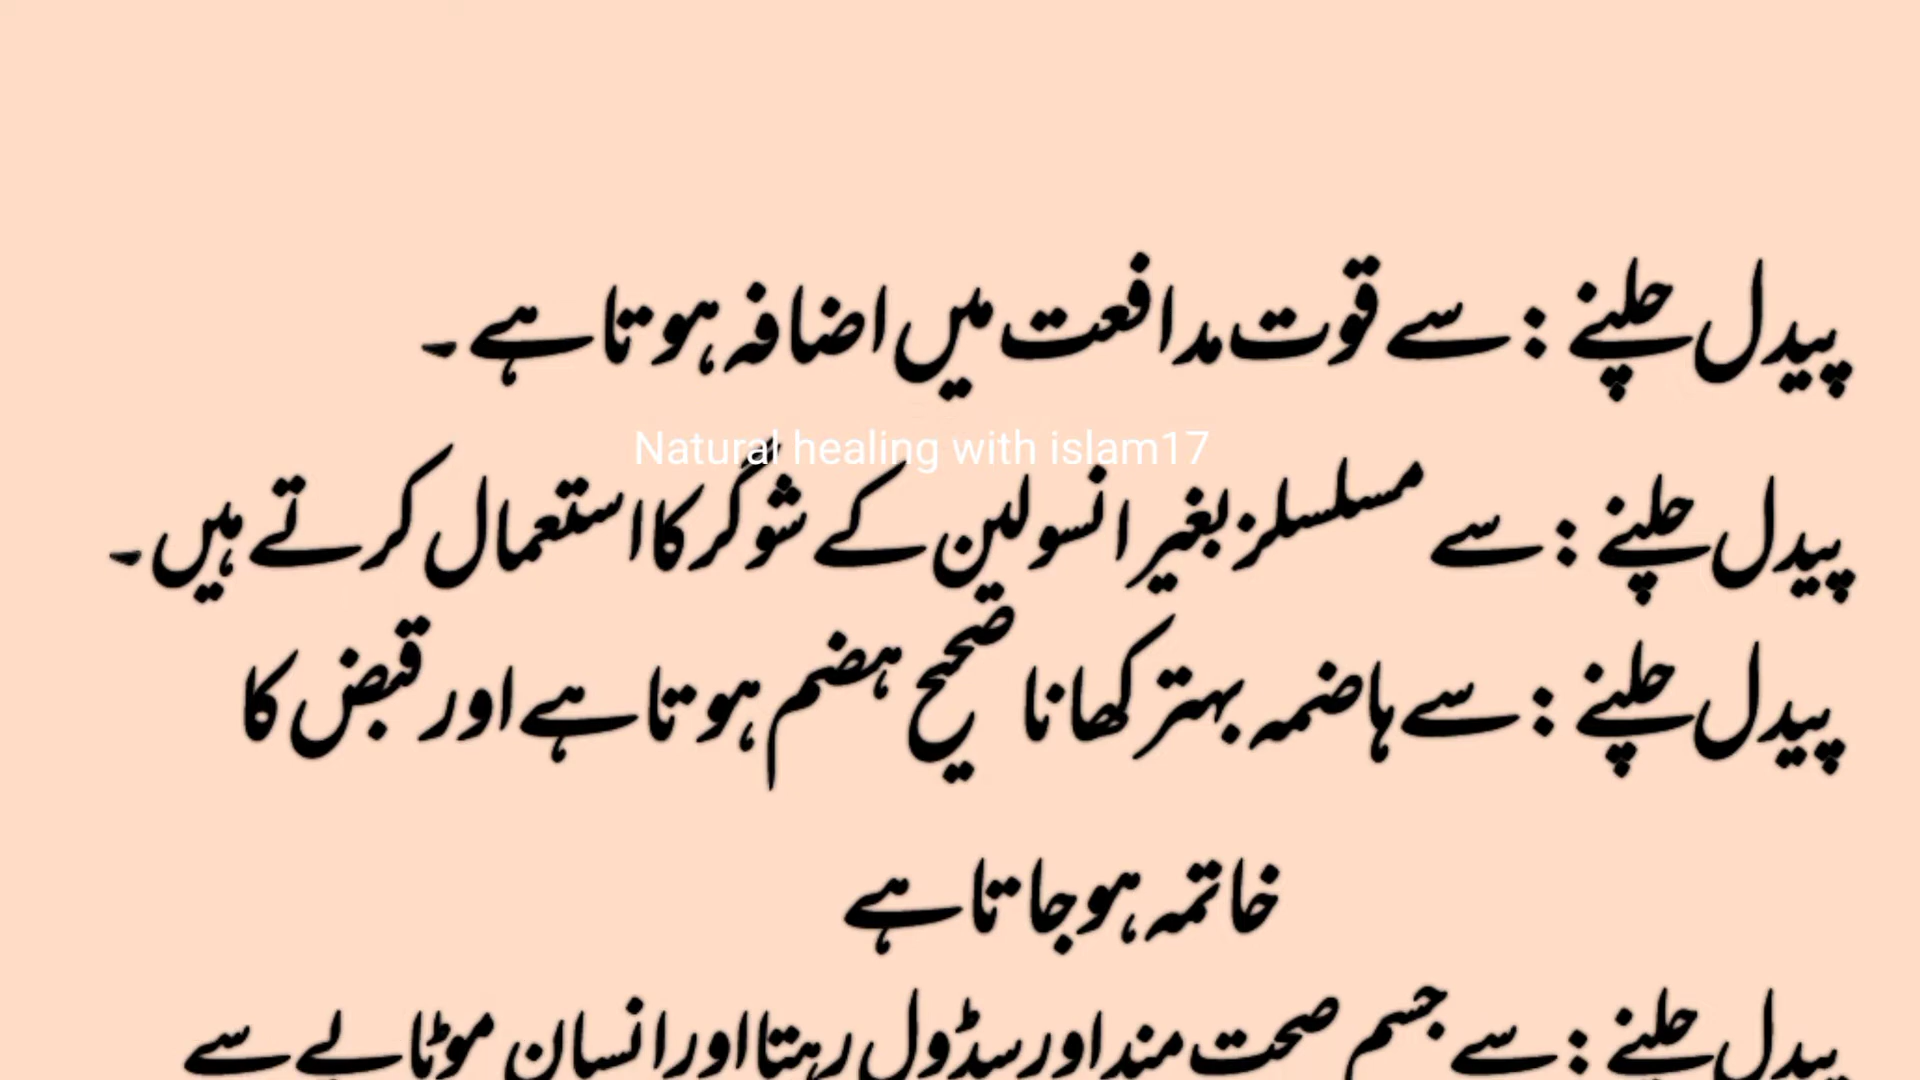 پیدل چلنے : سے قوت مدافعت میں اضافہ ہوتا ہے ۔
Natural healing with islam17
پیدل چلنے : سے مسلسلز بغیر انسولین کے شوگر کا استعمال کرتے ہیں ۔
پیدل چلنے : سے ہاضمہ بہتر کھانا صحیح ہضم ہوتا ہے اور قبض کا
خاتمہ ہو جاتا ہے
پیدل چلنے : سے جسم صحت مند اور سڈول رہتا اور انسان موٹاپے سے